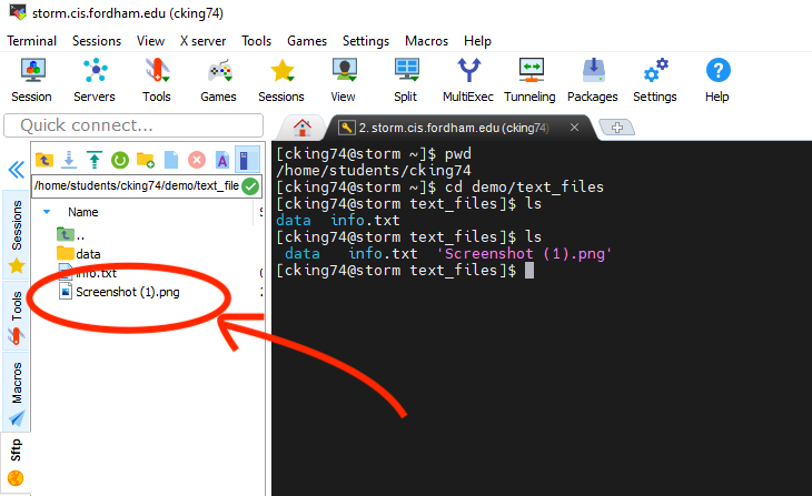 storm.cis.fordham.edu (cking74)
Terminal Sessions View X server Tools Games Settings Macros Help
Session Servers Tools Games Sessions View Split MultiExec Tunneling Packages Settings Help
Quick connect...
2. storm.cis.fordham.edu (cking74)
/home/students/cking74/demo/text_file
Name S
..
data
info.txt 0
Screenshot (1).png 2
Sessions
Tools
Macros
Sftp
[cking74@storm ~]$ pwd
/home/students/cking74
[cking74@storm ~]$ cd demo/text_files
[cking74@storm text_files]$ ls
data info.txt
[cking74@storm text_files]$ ls
data info.txt 'Screenshot (1).png'
[cking74@storm text_files]$